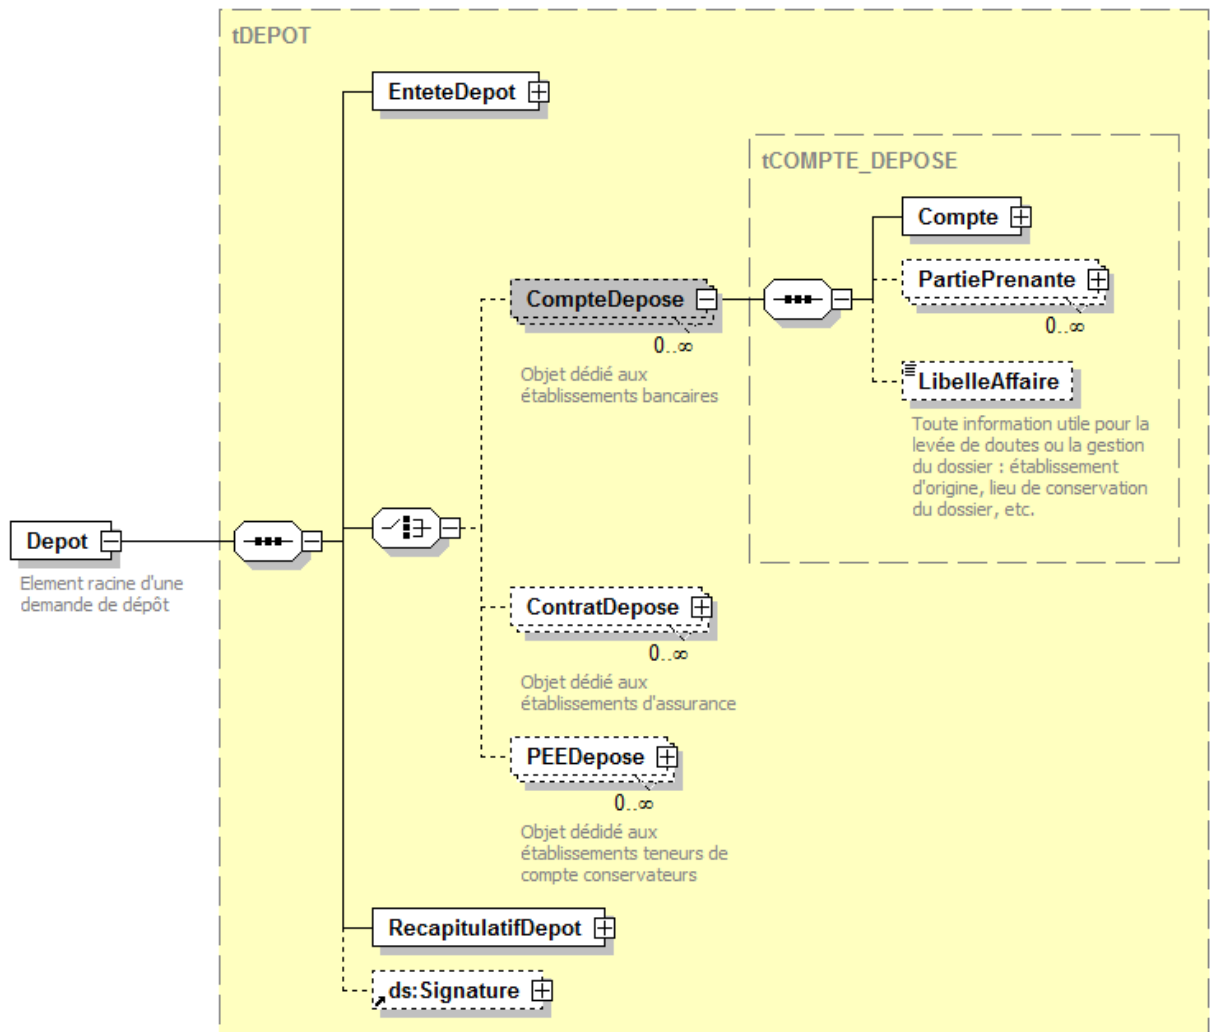 tDEPOT
EnteteDepot
tCOMPTE_DEPOSE
Compte
PartiePrenante
0..∞
LibelleAffaire
Toute information utile pour la
levée de doutes ou la gestion
du dossier : établissement
d'origine, lieu de conservation
du dossier, etc.
CompteDepose
0..∞
Objet dédié aux
établissements bancaires
Depot
Element racine d'une
demande de dépôt
ContratDepose
0..∞
Objet dédié aux
établissements d'assurance
PEEDepose
0..∞
Objet dédidé aux
établissements teneurs de
compte conservateurs
RecapitulatifDepot
ds:Signature